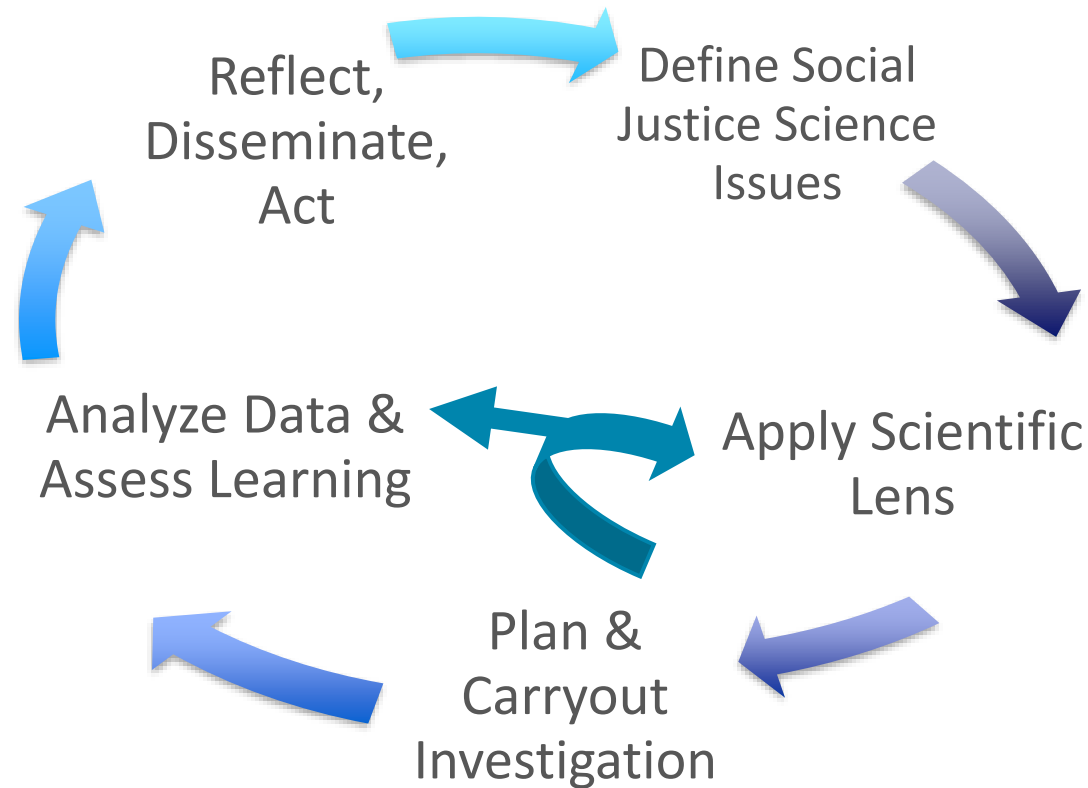 Reflect,
Disseminate,
Act
Define Social
Justice Science
Issues
Apply Scientific
Lens
Plan &
Carryout
Investigation
Analyze Data &
Assess Learning